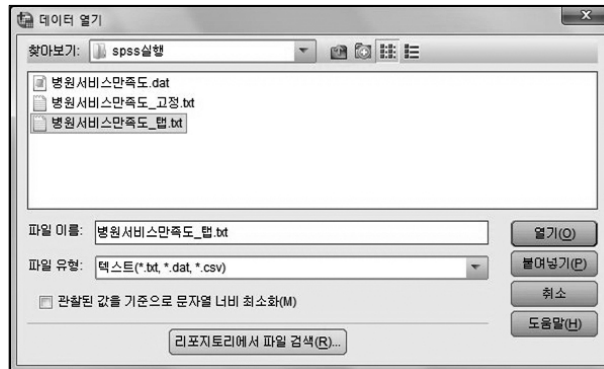 데이터 열기
찾아보기: spss실행
병원서비스만족도.dat
병원서비스만족도_고정.txt
병원서비스만족도_탭.txt
파일 이름: 병원서비스만족도_탭.txt 열기(O)
파일 유형: 텍스트(*.txt, *.dat, *.csv) 붙여넣기(P)
관찰된 값을 기준으로 문자열 너비 최소화(M) 취소
도움말(H)
리포지토리에서 파일 검색(R)...